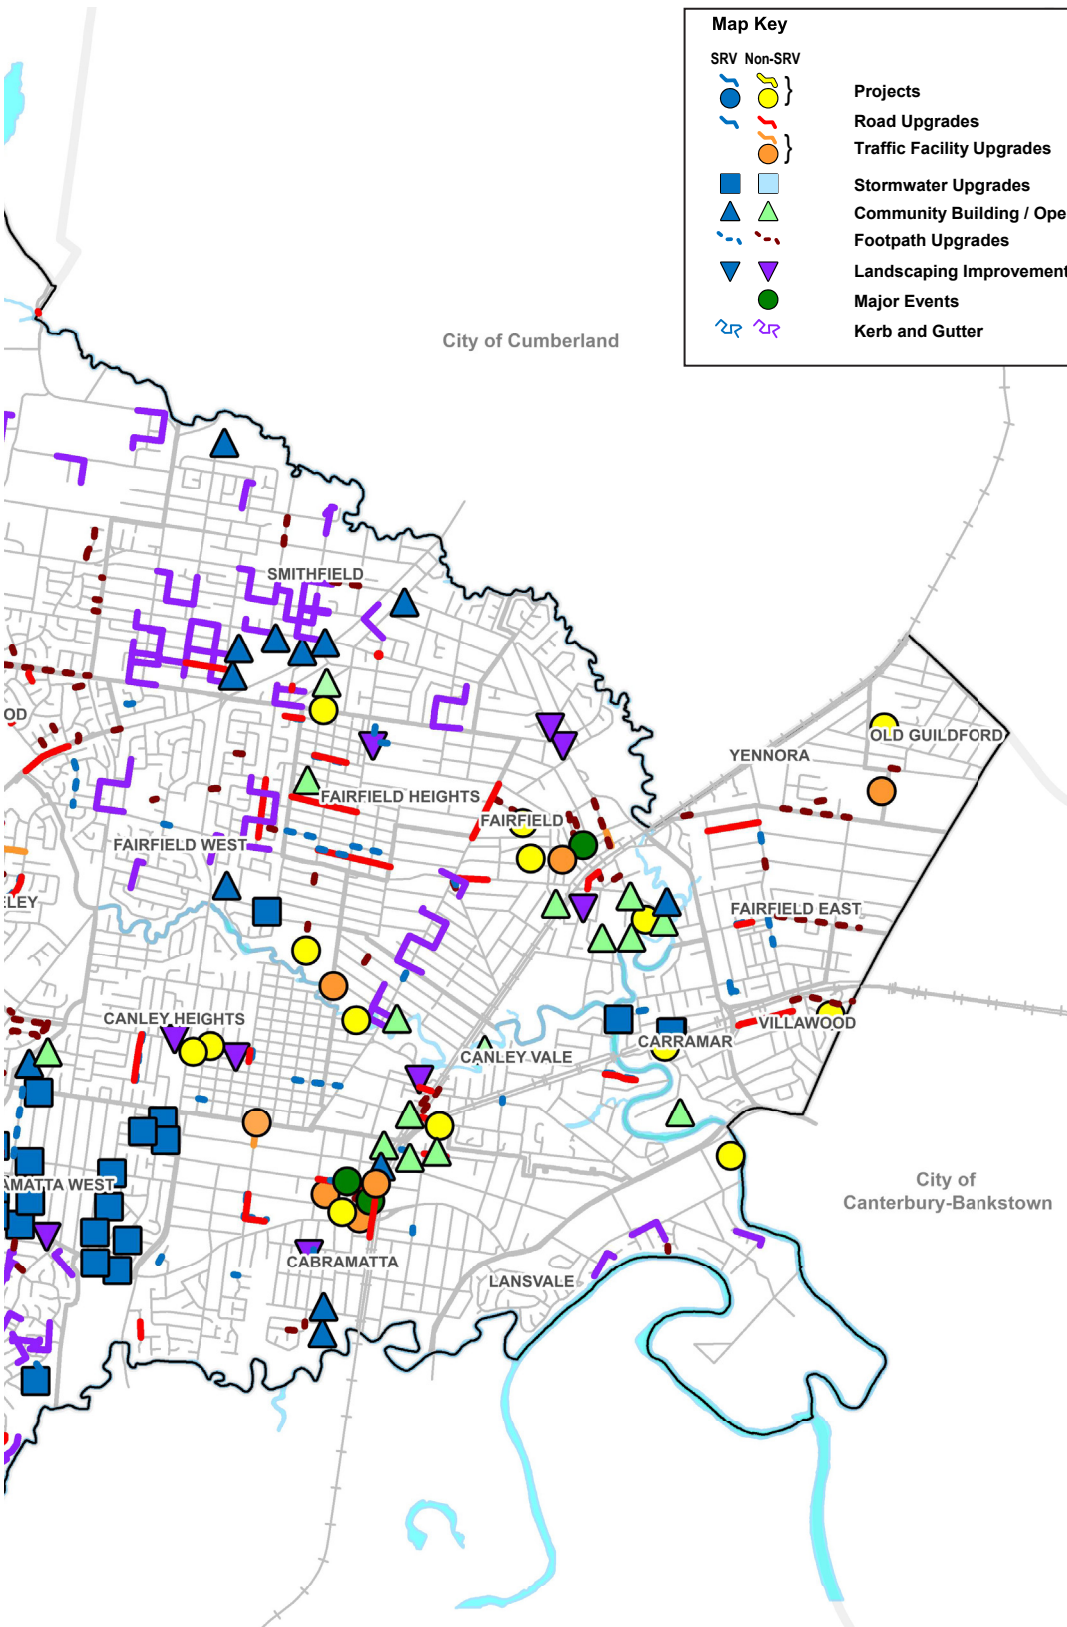 Map Key
SRV Non-SRV
Projects
Road Upgrades
Traffic Facility Upgrades
Stormwater Upgrades
Community Building / Ope
Footpath Upgrades
Landscaping Improvement
Major Events
Kerb and Gutter
City of Cumberland
SMITHFIELD
OD
OLD GUILDFORD
YENNORA
FAIRFIELD HEIGHTS
FAIRFIELD
FAIRFIELD WEST
ELEY
FAIRFIELD EAST
CANLEY HEIGHTS
VILLAWOOD
CARRAMAR
CANLEY VALE
AMATTA WEST
City of
Canterbury-Bankstown
CABRAMATTA
LANSVALE